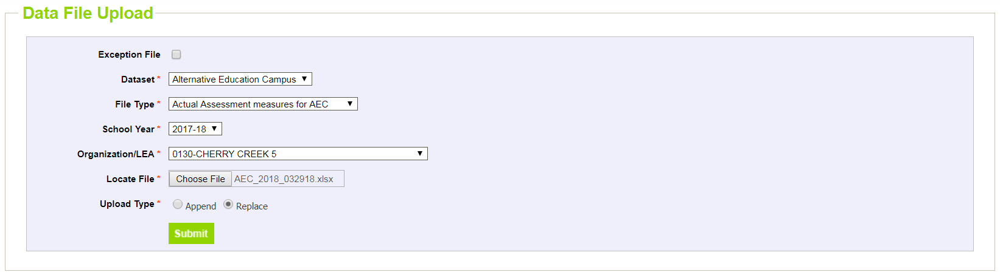 Data File Upload
Exception File
Dataset * Alternative Education Campus
File Type * Actual Assessment measures for AEC
School Year * 2017-18
Organization/LEA * 0130-CHERRY CREEK 5
Locate File * Choose File AEC_2018_032918.xlsx
Upload Type * Append Replace
Submit